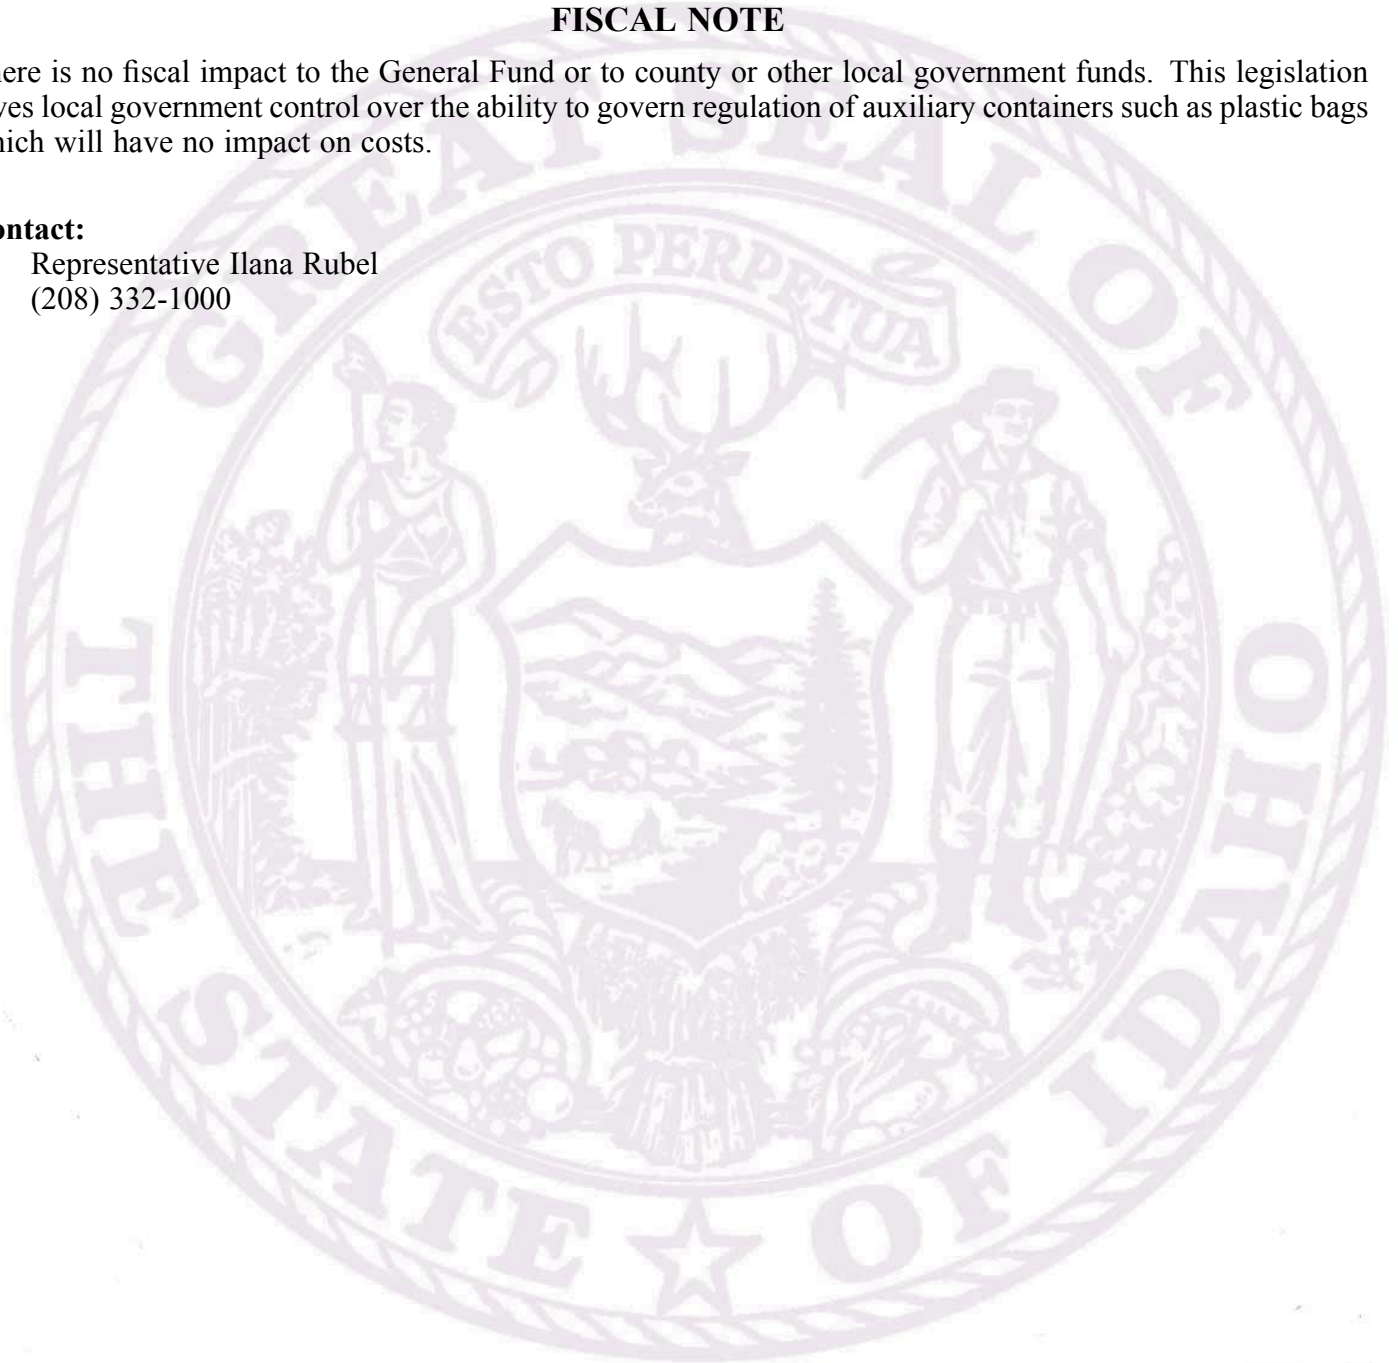 FISCAL NOTE
here is no fiscal impact to the General Fund or to county or other local government funds. This legislation
ves local government control over the ability to govern regulation of auxiliary containers such as plastic bags
hich will have no impact on costs.
ontact:
Representative Ilana Rubel
(208) 332-1000
GREAT SEAL OF
ESTO PERPETUA
THE
IDAHO
STATE OF